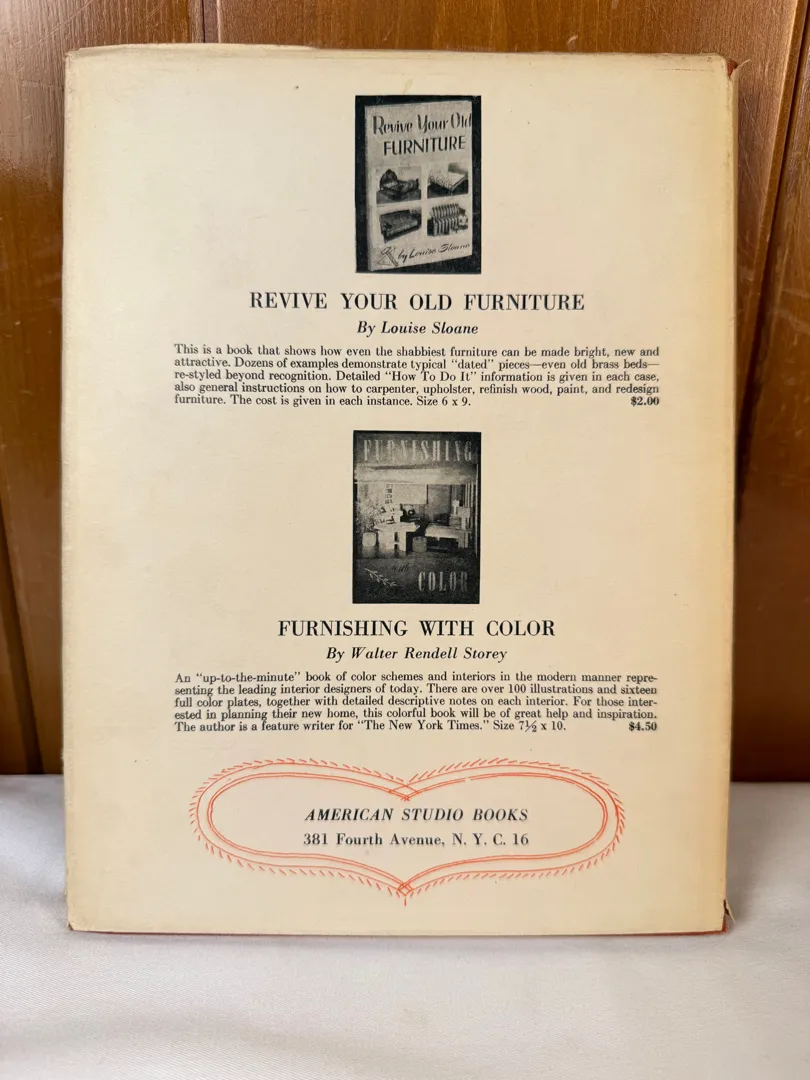 Revive Your Old
FURNITURE
by Louise Sloane
REVIVE YOUR OLD FURNITURE
By Louise Sloane
This is a book that shows how even the shabbiest furniture can be made bright, new and
attractive. Dozens of examples demonstrate typical “dated” pieces—even old brass beds—
re-styled beyond recognition. Detailed “How To Do It” information is given in each case,
also general instructions on how to carpenter, upholster, refinish wood, paint, and redesign
furniture. The cost is given in each instance. Size 6 x 9. $2.00
FURNISHING
COLOR
FURNISHING WITH COLOR
By Walter Rendell Storey
An “up-to-the-minute” book of color schemes and interiors in the modern manner repre-
senting the leading interior designers of today. There are over 100 illustrations and sixteen
full color plates, together with detailed descriptive notes on each interior. For those inter-
ested in planning their new home, this colorful book will be of great help and inspiration.
The author is a feature writer for “The New York Times.” Size 7½ x 10. $4.50
AMERICAN STUDIO BOOKS
381 Fourth Avenue, N. Y. C. 16